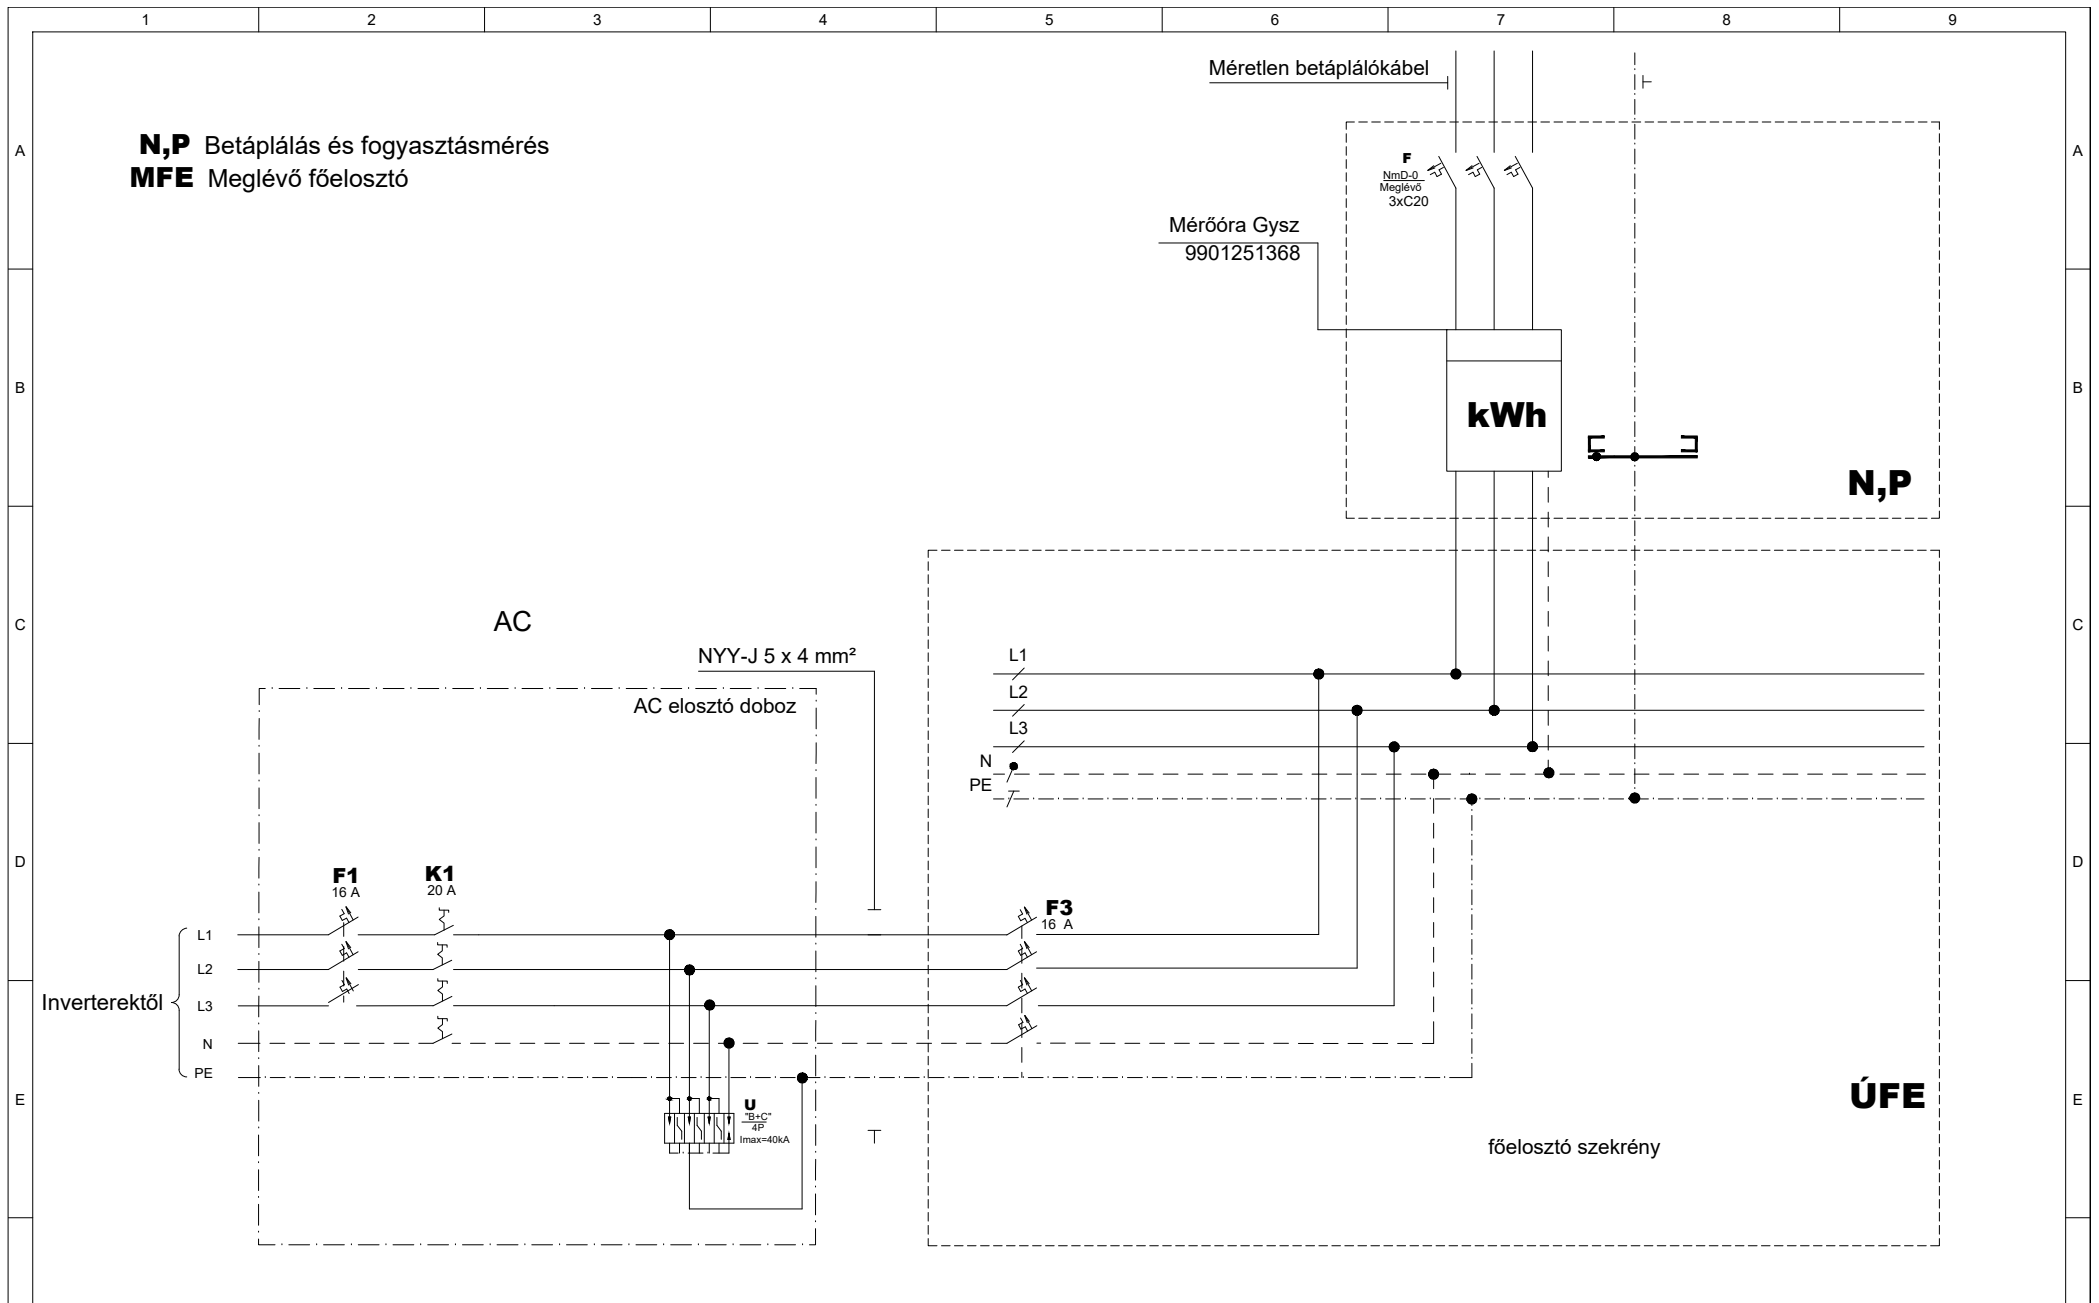 1 2 3 4 5 6 7 8 9
Méretlen betáplálókábel
A
N,P Betáplálás és fogyasztásmérés
MFE Meglévő főelosztó
A
F
NmD-0
Meglévő
3xC20
Mérőóra Gysz
9901251368
B
kWh
B
N,P
C
AC
C
NYY-J 5 x 4 mm²
AC elosztó doboz
L1
L2
L3
N
PE
D
D
F1
16 A
K1
20 A
F3
16 A
L1
L2
L3
N
PE
Inverterektől
E
U
"B+C"
4P
Imax=40kA
ÚFE
E
főelosztó szekrény